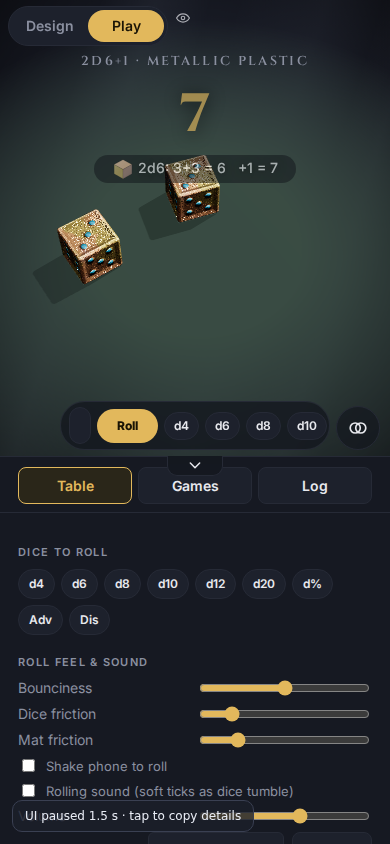 Design Play
2D6+1 · METALLIC PLASTIC
7
2d6: 3+3 = 6 +1 = 7
Roll d4 d6 d8 d10
Table Games Log
DICE TO ROLL
d4 d6 d8 d10 d12 d20 d%
Adv Dis
ROLL FEEL & SOUND
Bounciness
Dice friction
Mat friction
Shake phone to roll
Rolling sound (soft ticks as dice tumble)
UI paused 1.5 s · tap to copy details